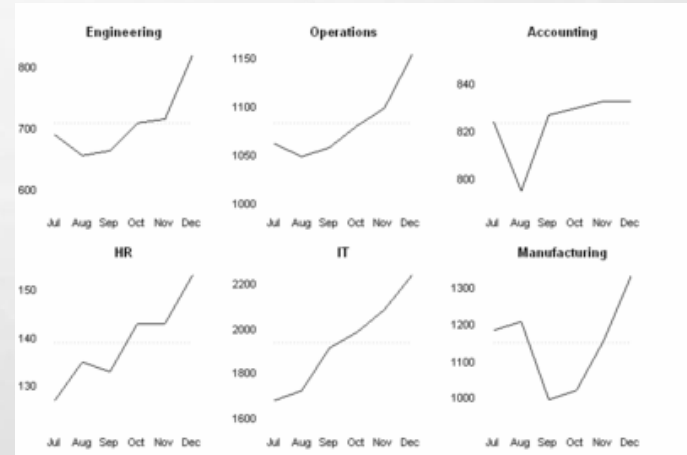 Engineering
800
700
600
Jul Aug Sep Oct Nov Dec
Operations
1150
1100
1050
1000
Jul Aug Sep Oct Nov Dec
Accounting
840
820
800
Jul Aug Sep Oct Nov Dec
HR
150
140
130
Jul Aug Sep Oct Nov Dec
IT
2200
2000
1800
1600
Jul Aug Sep Oct Nov Dec
Manufacturing
1300
1200
1100
1000
Jul Aug Sep Oct Nov Dec